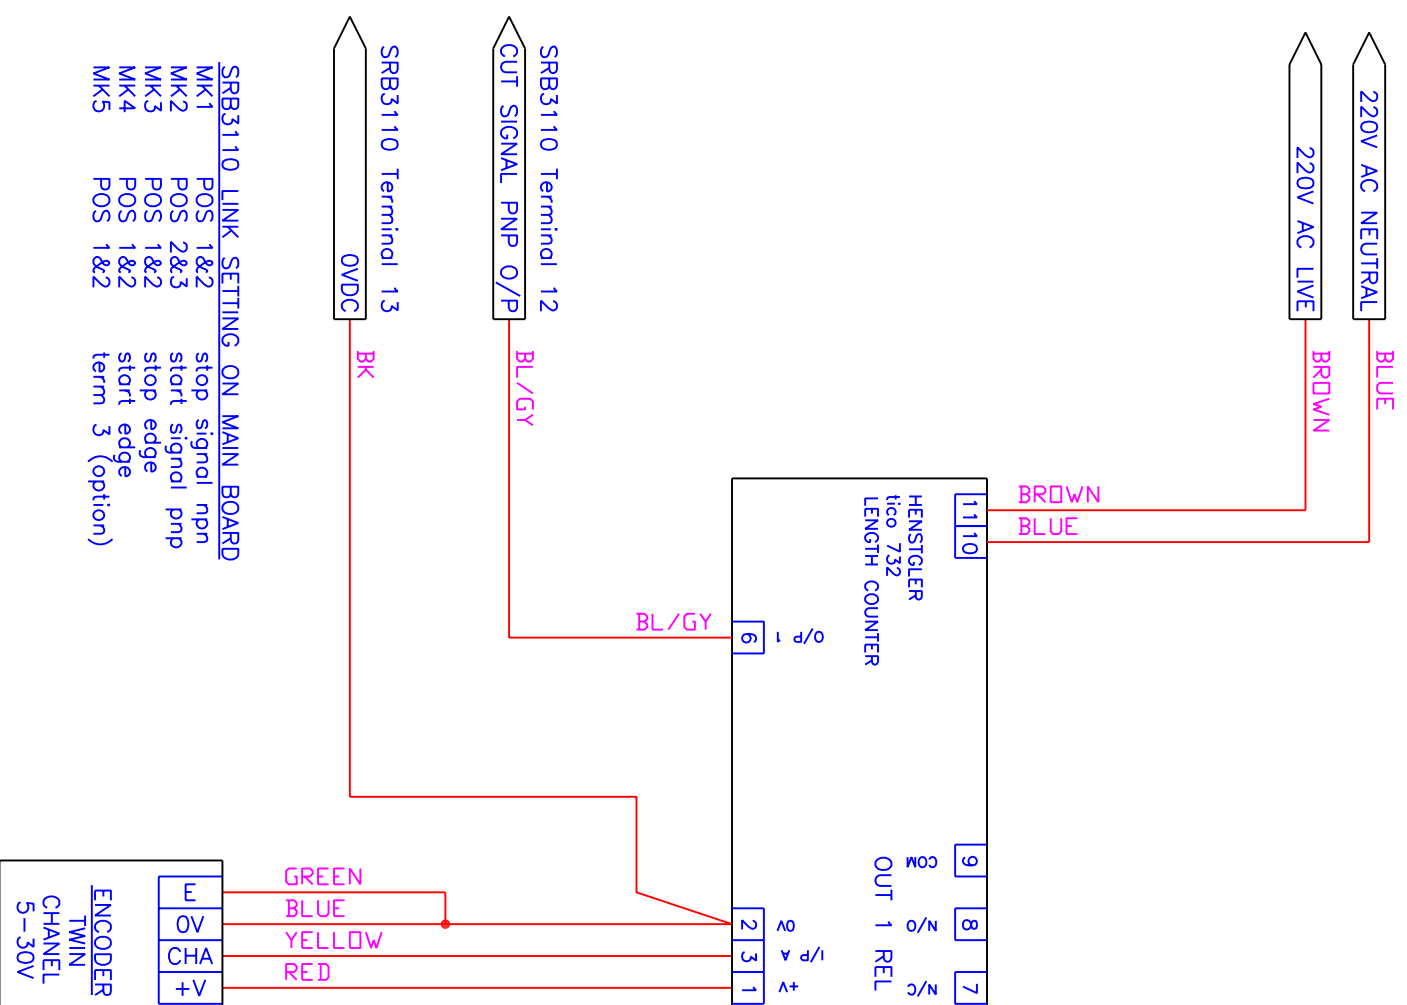 220V AC NEUTRAL
220V AC LIVE
BLUE
BROWN
SRB3110 Terminal 12
CUT SIGNAL PNP O/P
BL/GY
SRB3110 Terminal 13
0VDC
BK
SRB3110 LINK SETTING ON MAIN BOARD
MK1 POS 1&2 stop signal npn
MK2 POS 2&3 start signal pnp
MK3 POS 1&2 stop edge
MK4 POS 1&2 start edge
MK5 POS 1&2 term 3 (option)
BROWN
BLUE
11
10
HENSTGLER
tico 732
LENGTH COUNTER
BL/GY
6
O/P 1
9
COM
8
N/O
7
N/C
OUT 1 REL
2
0V
3
I/P A
1
+V
GREEN
BLUE
YELLOW
RED
E
0V
CHA
+V
ENCODER
TWIN
CHANNEL
5-30V